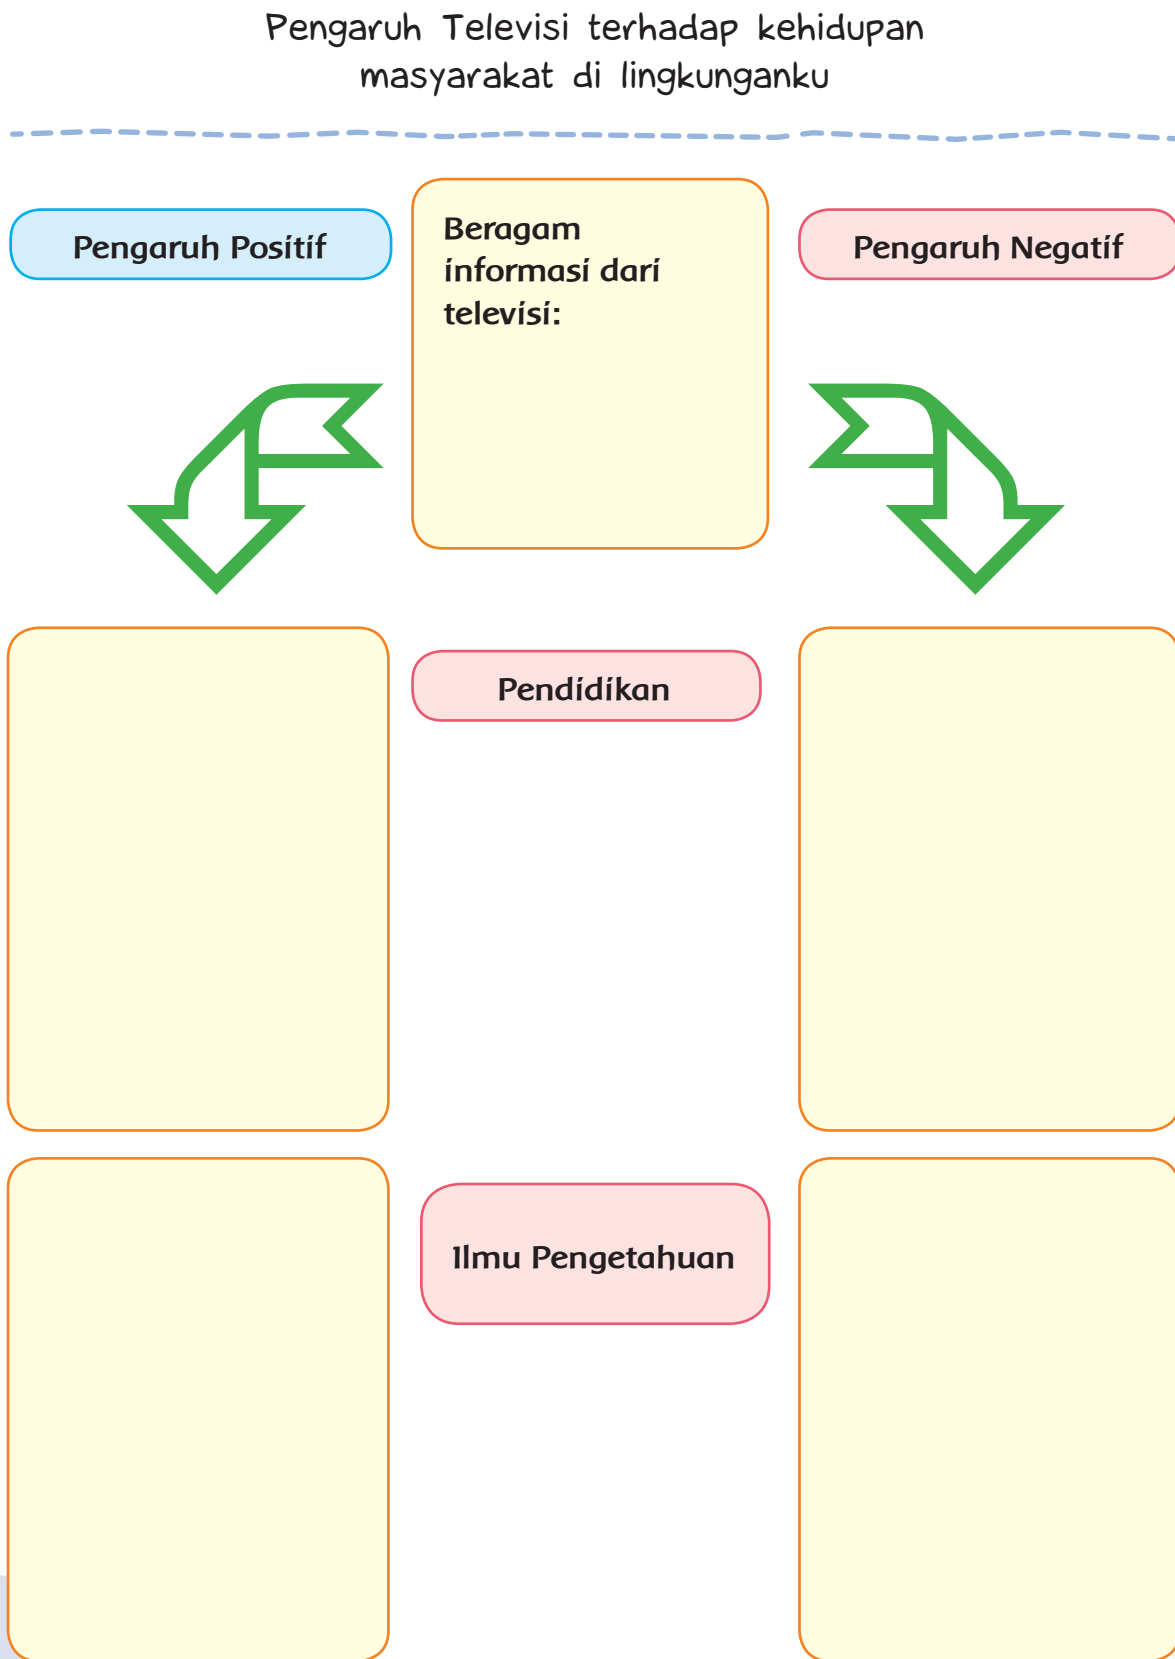 Pengaruh Televisi terhadap kehidupan
masyarakat di lingkunganku
Pengaruh Positif
Beragam
informasi dari
televisi:
Pengaruh Negatif
Pendidikan
Ilmu Pengetahuan